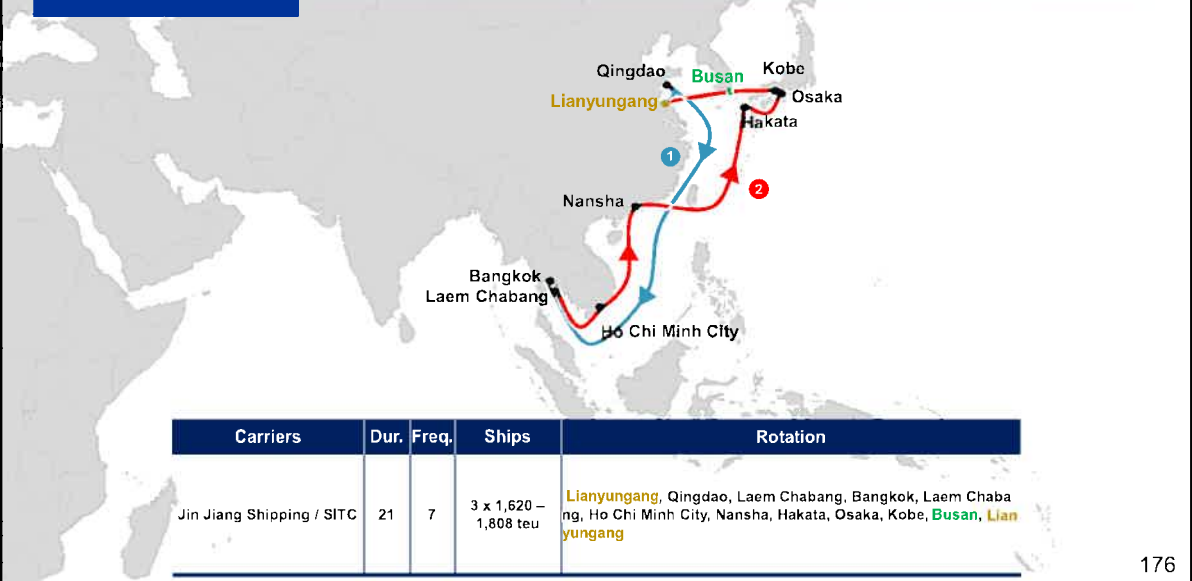 Qingdao
Busan
Kobe
Lianyungang
Osaka
Hakata
1
2
Nansha
Bangkok
Laem Chabang
Ho Chi Minh City
Carriers Dur. Freq. Ships Rotation
Jin Jiang Shipping / SITC 21 7 3 x 1,620 –
1,808 teu
Lianyungang, Qingdao, Laem Chabang, Bangkok, Laem Chaba
ng, Ho Chi Minh City, Nansha, Hakata, Osaka, Kobe, Busan, Lian
yungang
176